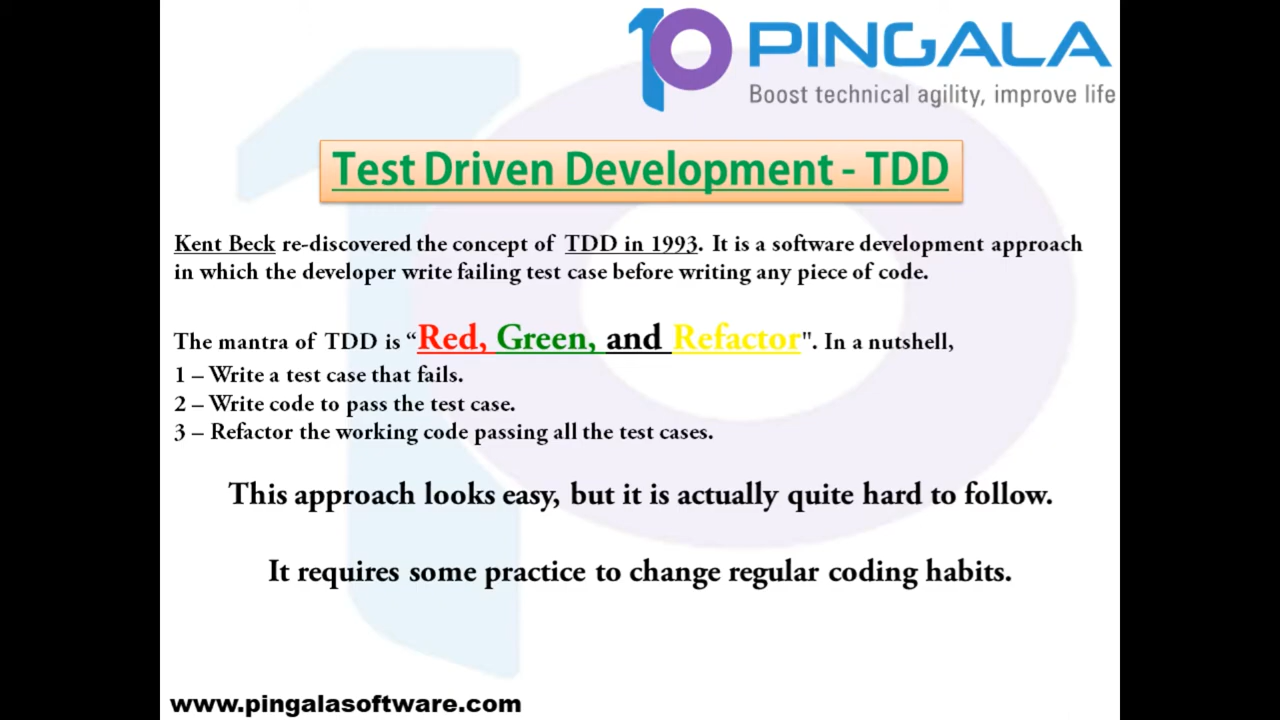 10 PINGALA
Boost technical agility, improve life
Test Driven Development - TDD
Kent Beck re-discovered the concept of TDD in 1993. It is a software development approach
in which the developer write failing test case before writing any piece of code.
The mantra of TDD is “Red, Green, and Refactor". In a nutshell,
1 – Write a test case that fails.
2 – Write code to pass the test case.
3 – Refactor the working code passing all the test cases.
This approach looks easy, but it is actually quite hard to follow.
It requires some practice to change regular coding habits.
www.pingalasoftware.com